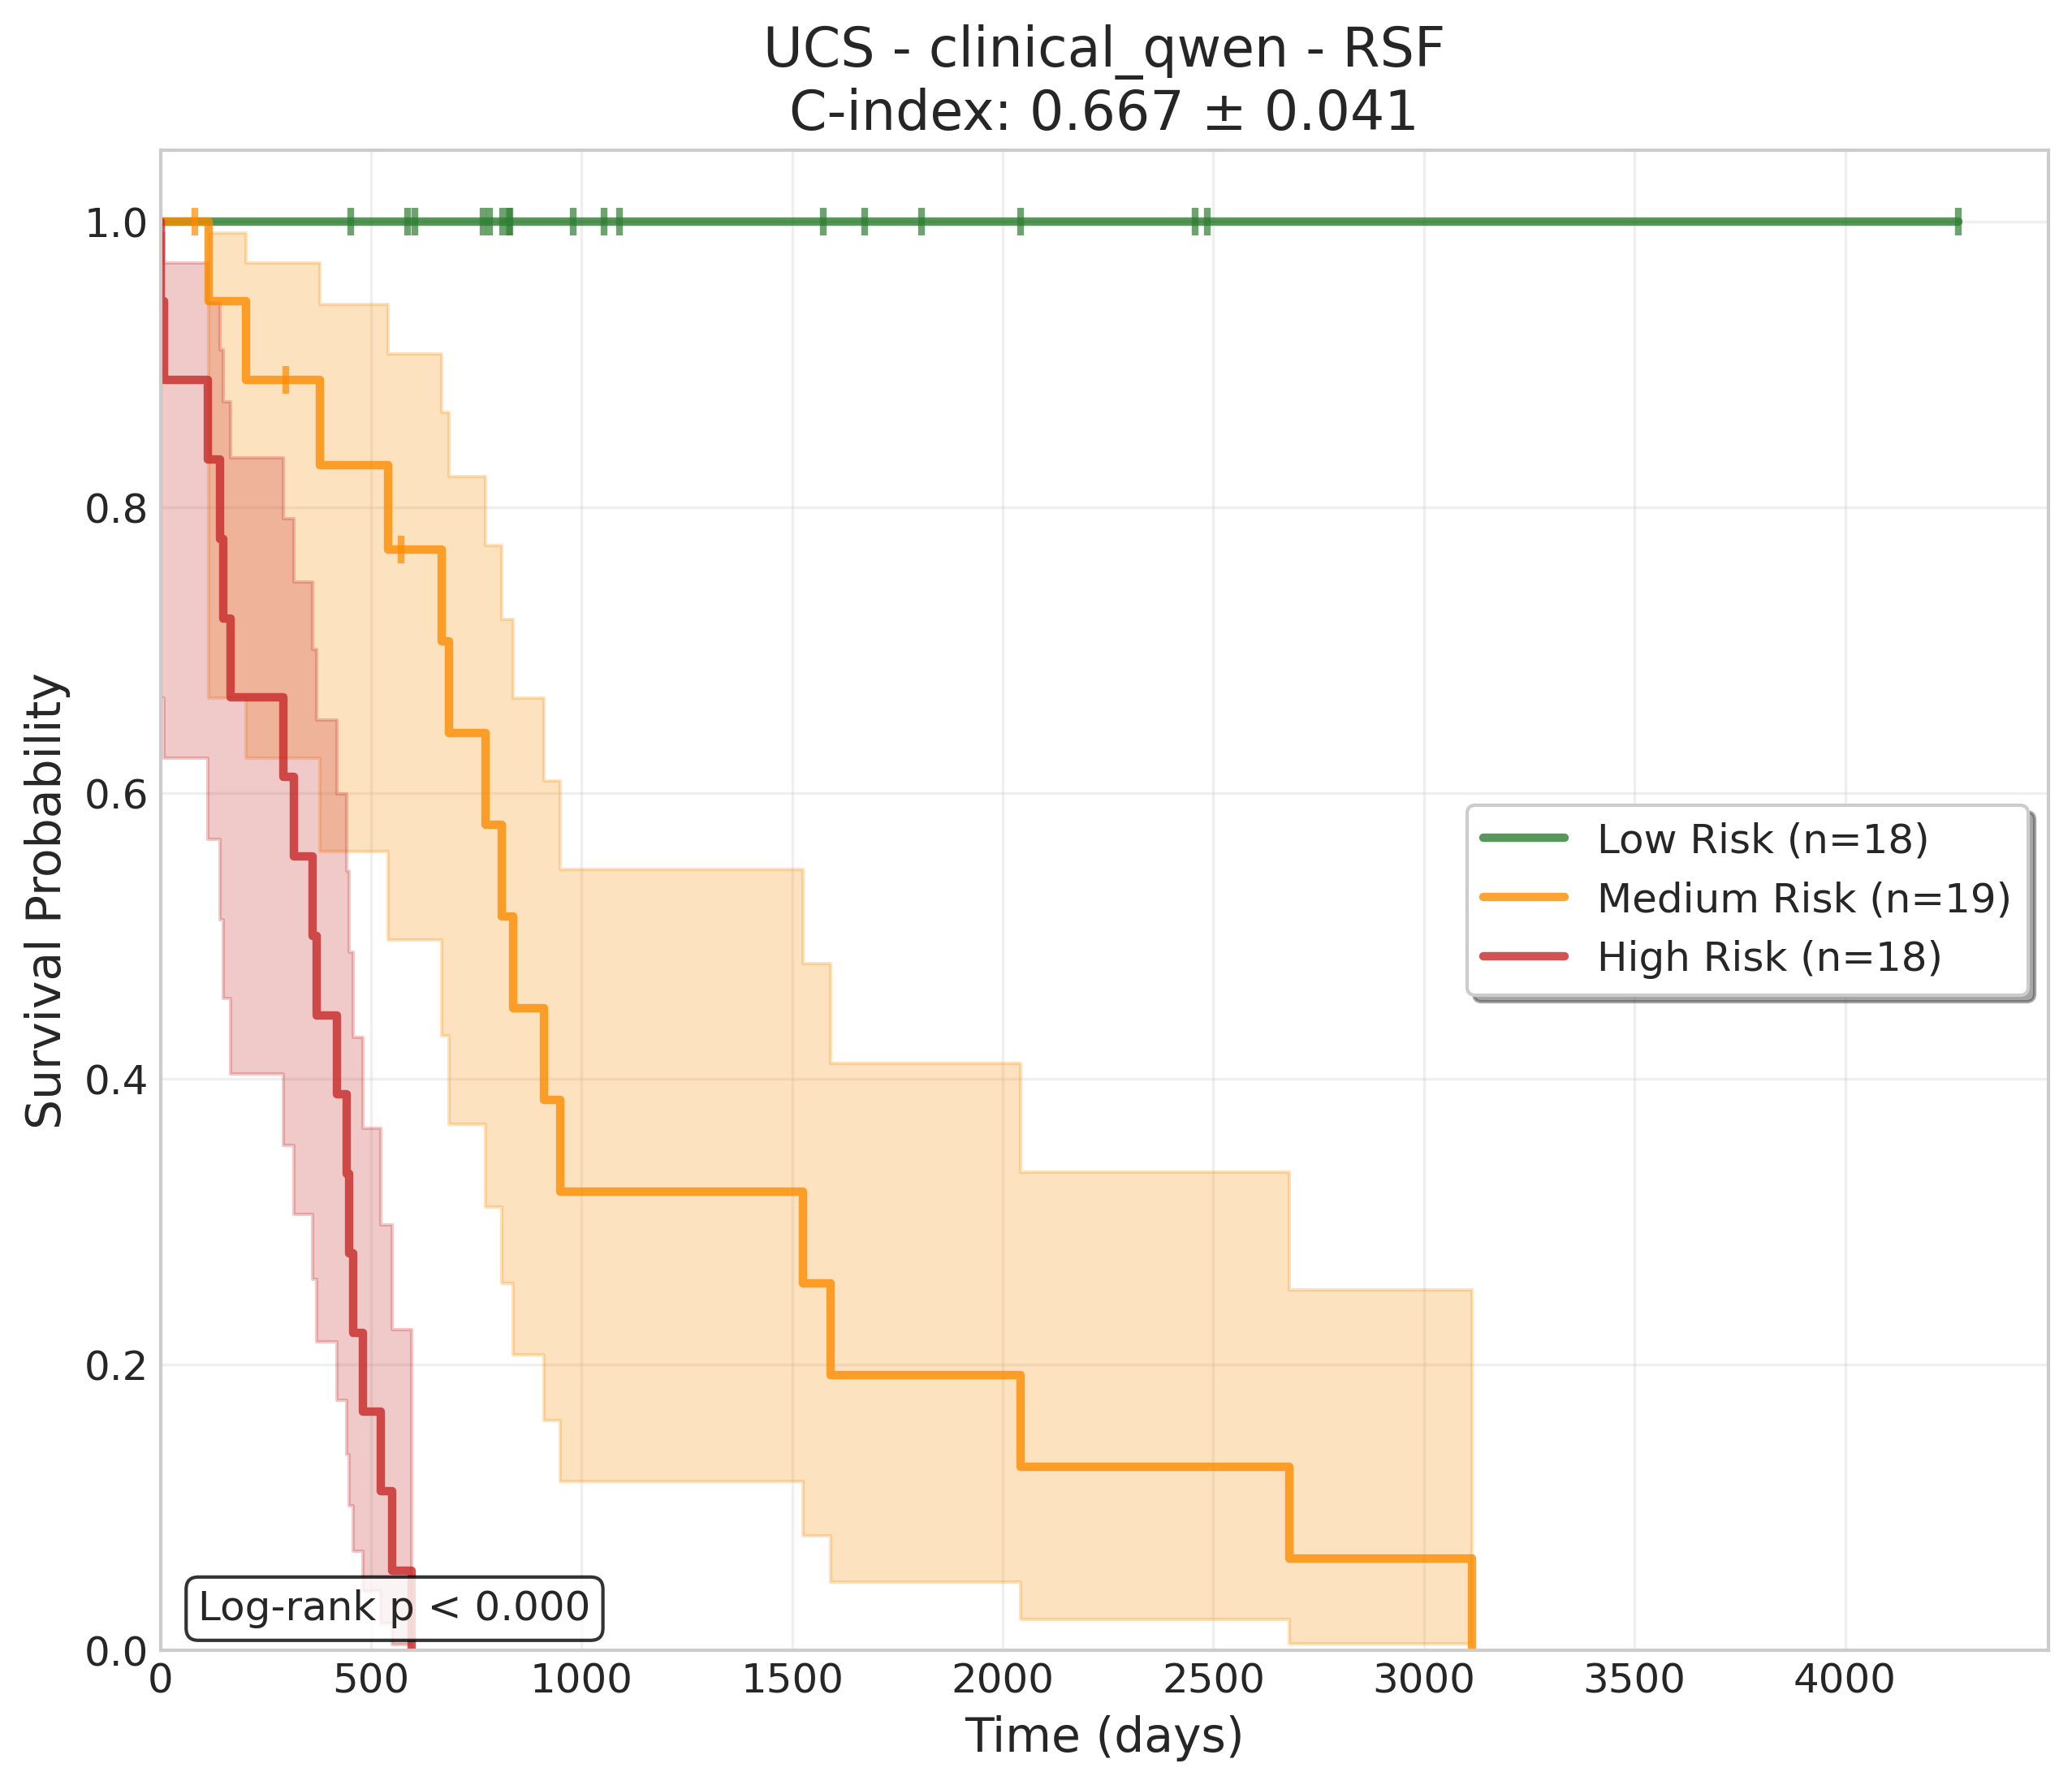 UCS - clinical_qwen - RSF
C-index: 0.667 ± 0.041
Survival Probability
1.0
0.8
0.6
0.4
0.2
0.0
Low Risk (n=18)
Medium Risk (n=19)
High Risk (n=18)
Log-rank p < 0.000
0 500 1000 1500 2000 2500 3000 3500 4000
Time (days)